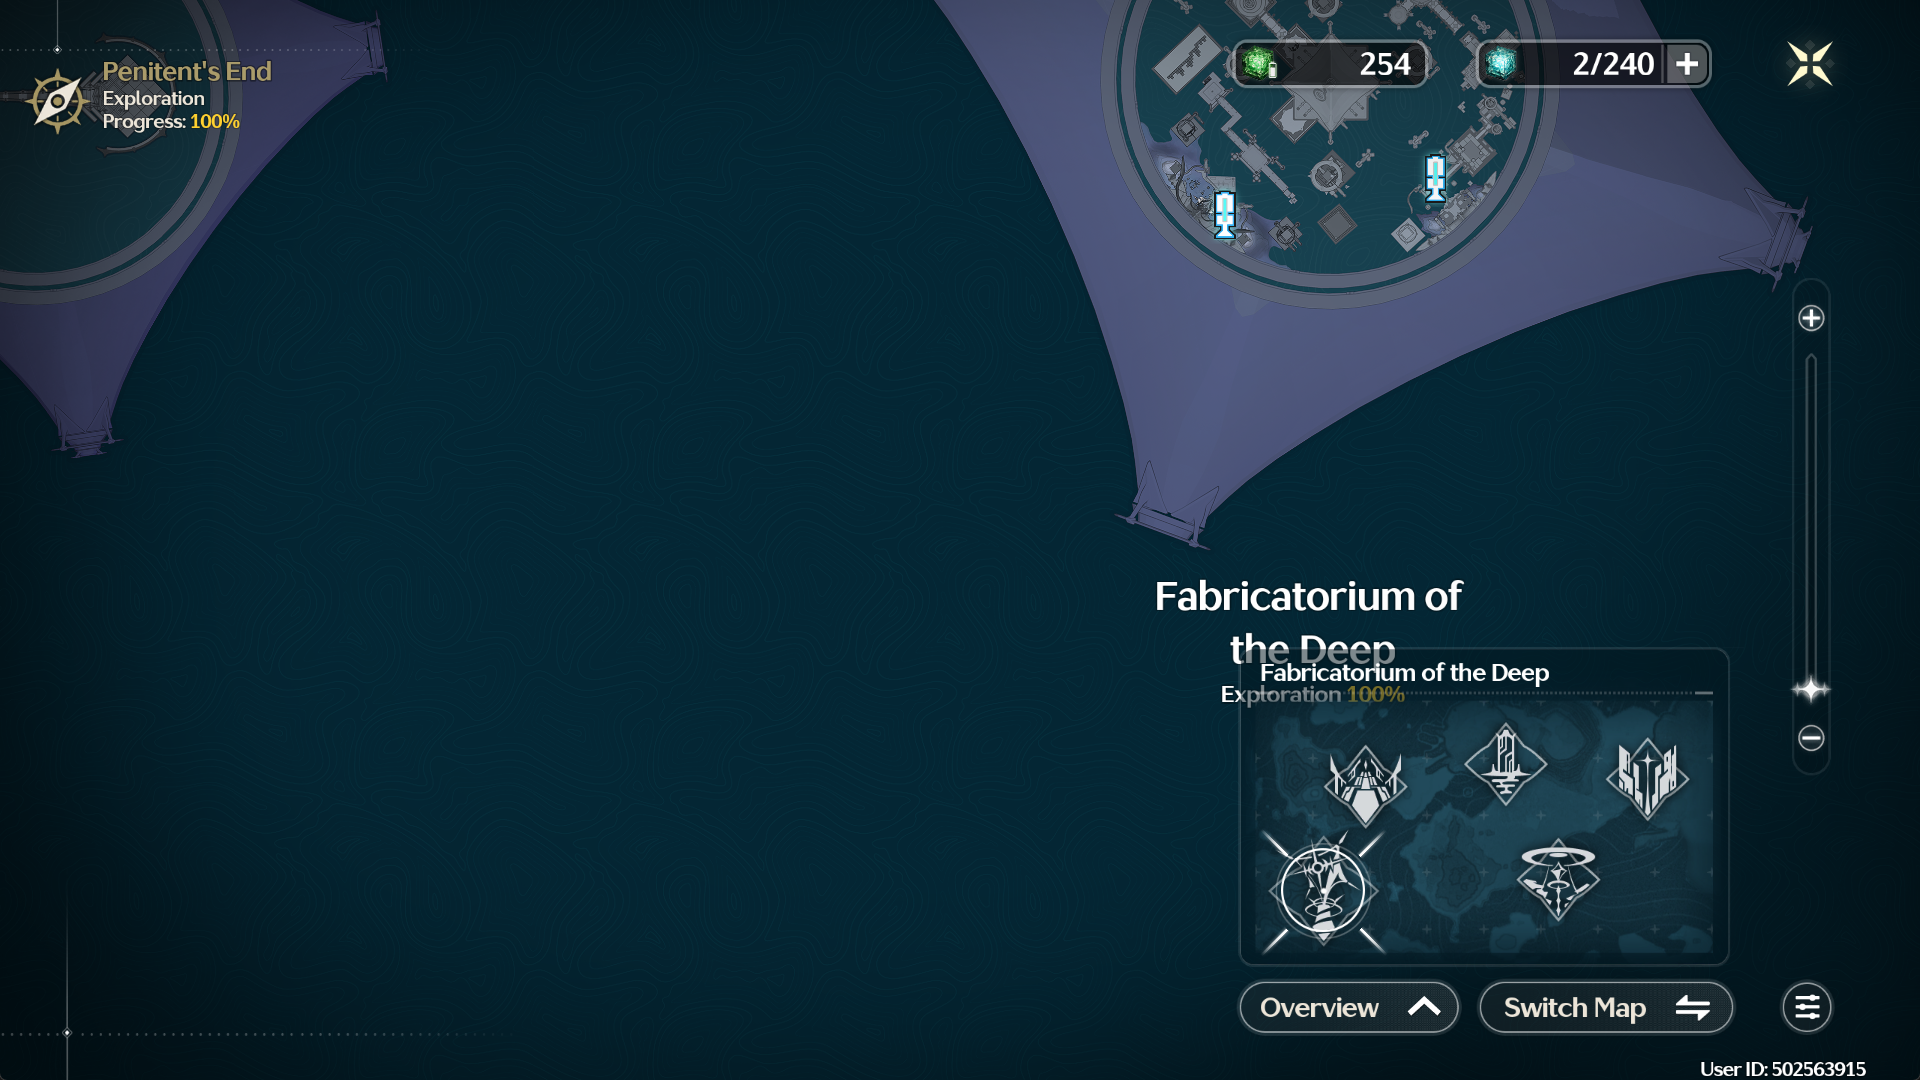 Penitent's End
Exploration
Progress: 100%
254
2/240
Fabricatorium of
the Deep
Exploration 100%
Fabricatorium of the Deep
Overview
Switch Map
User ID: 502563915